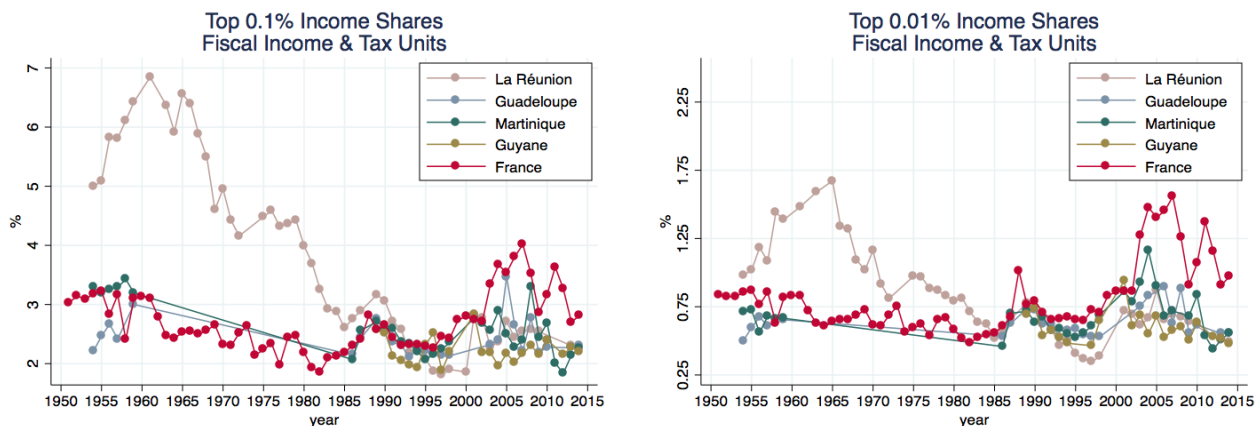 Top 0.1% Income Shares
Fiscal Income & Tax Units
7
6
5
4
3
2
%
La Réunion
Guadeloupe
Martinique
Guyane
France
1950 1955 1960 1965 1970 1975 1980 1985 1990 1995 2000 2005 2010 2015
year
Top 0.01% Income Shares
Fiscal Income & Tax Units
2.25
1.75
1.25
0.75
0.25
%
La Réunion
Guadeloupe
Martinique
Guyane
France
1950 1955 1960 1965 1970 1975 1980 1985 1990 1995 2000 2005 2010 2015
year